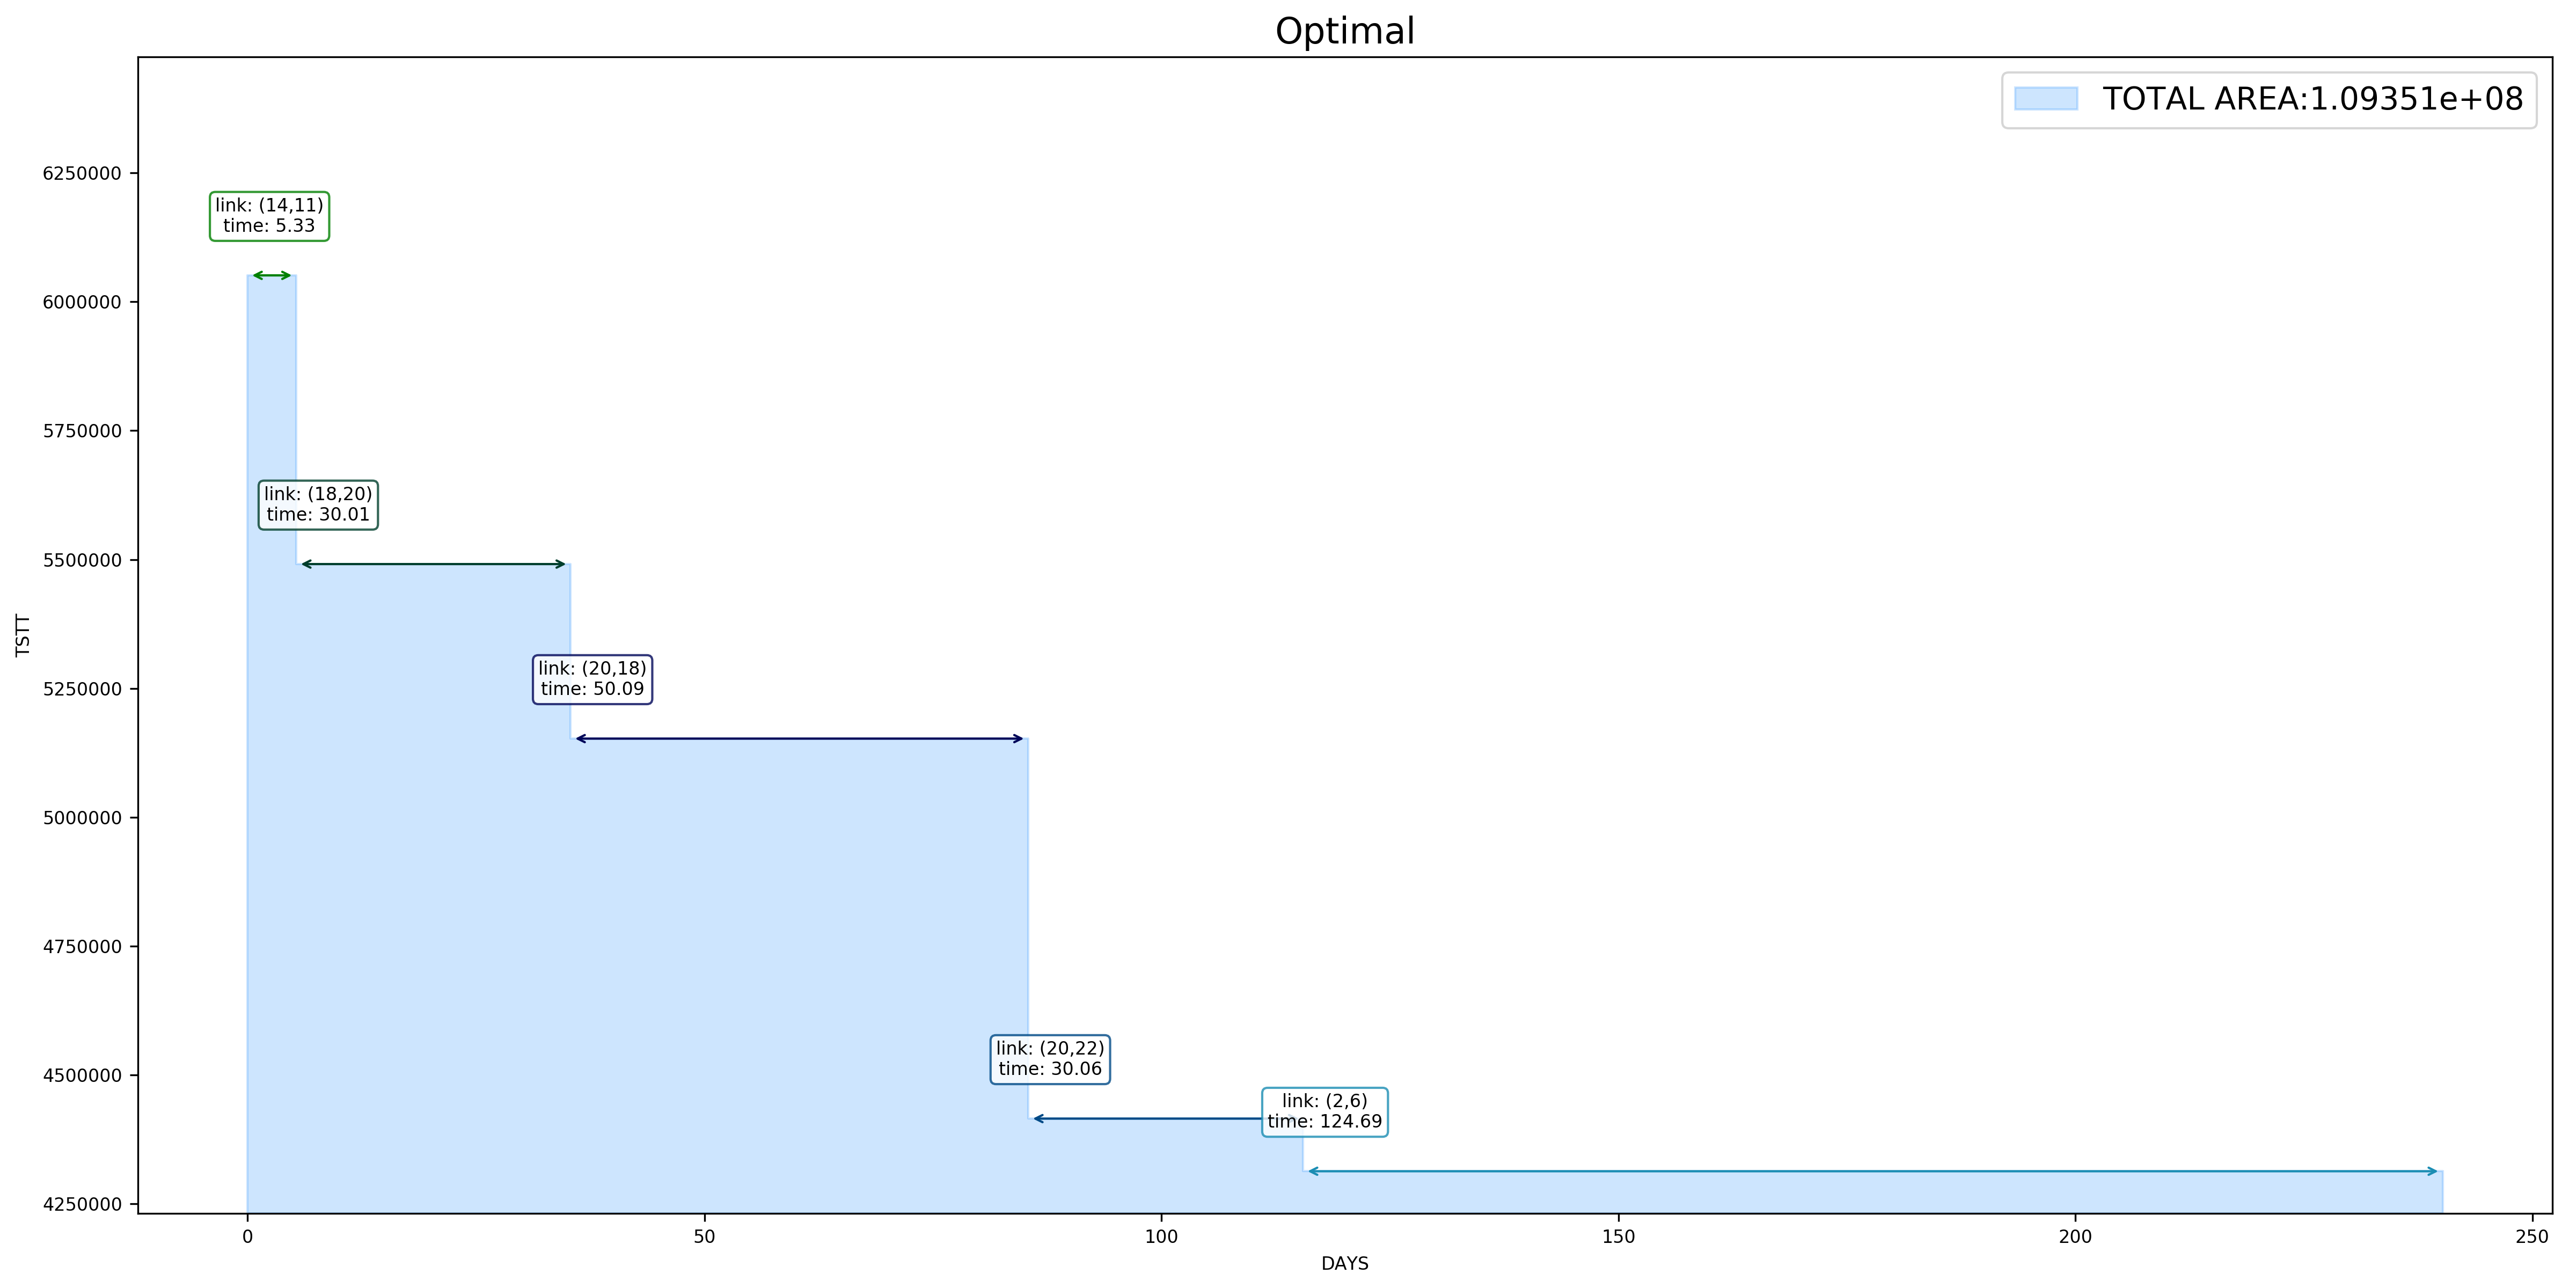 Optimal
TOTAL AREA:1.09351e+08
6250000
6000000
5750000
5500000
5250000
5000000
4750000
4500000
4250000
TSTT
link: (14,11)
time: 5.33
link: (18,20)
time: 30.01
link: (20,18)
time: 50.09
link: (20,22)
time: 30.06
link: (2,6)
time: 124.69
0
50
100
150
200
250
DAYS